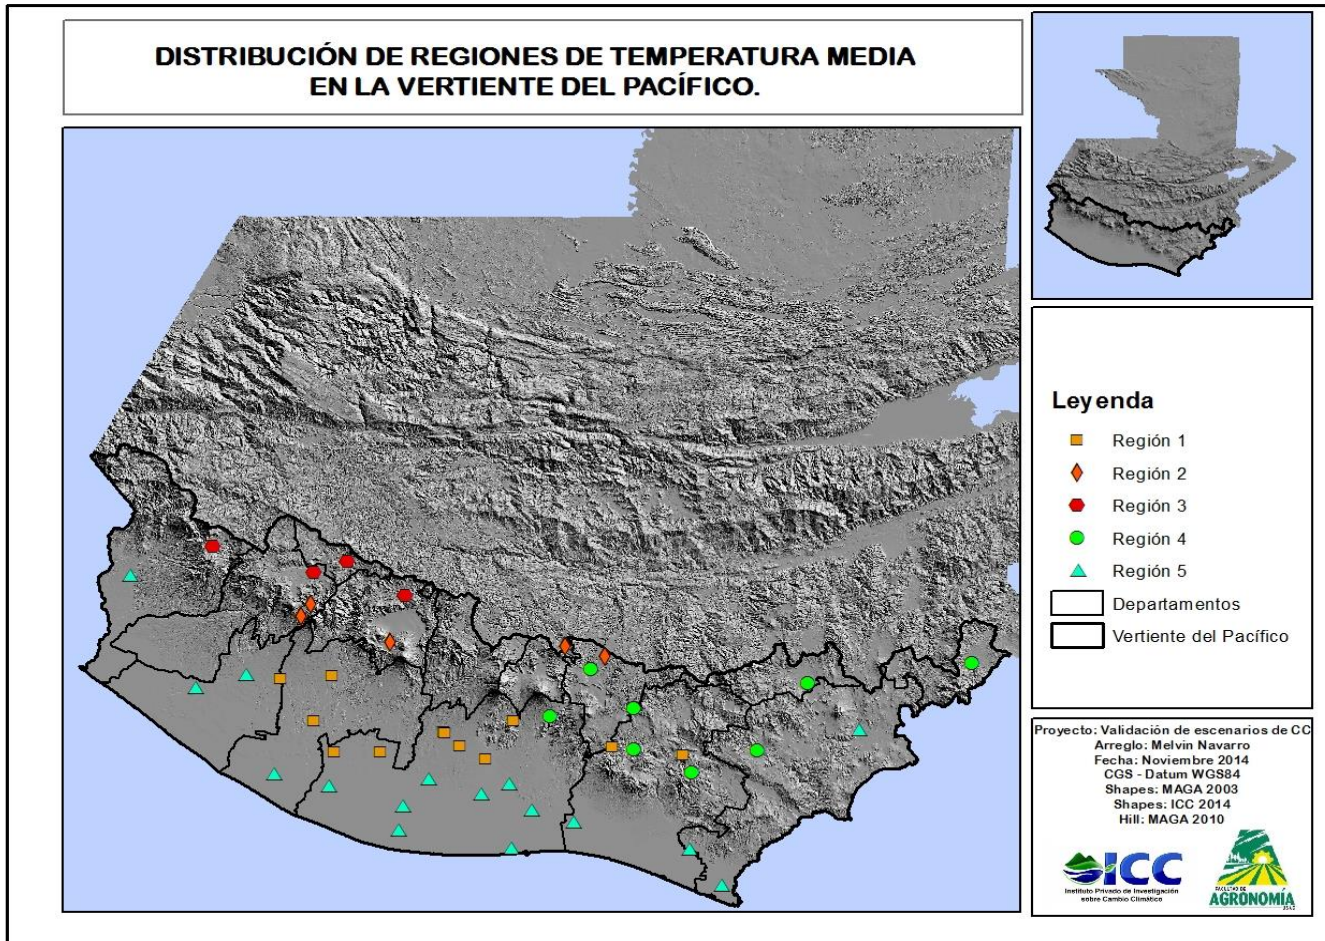 DISTRIBUCIÓN DE REGIONES DE TEMPERATURA MEDIA
EN LA VERTIENTE DEL PACÍFICO.
Leyenda
Región 1
Región 2
Región 3
Región 4
Región 5
Departamentos
Vertiente del Pacífico
Proyecto: Validación de escenarios de CC
Arreglo: Melvin Navarro
Fecha: Noviembre 2014
CGS - Datum WGS84
Shapes: MAGA 2003
Shapes: ICC 2014
Hill: MAGA 2010
ICC
Instituto Privado de Investigación
sobre Cambio Climático
FACULTAD DE
AGRONOMÍA
USAC